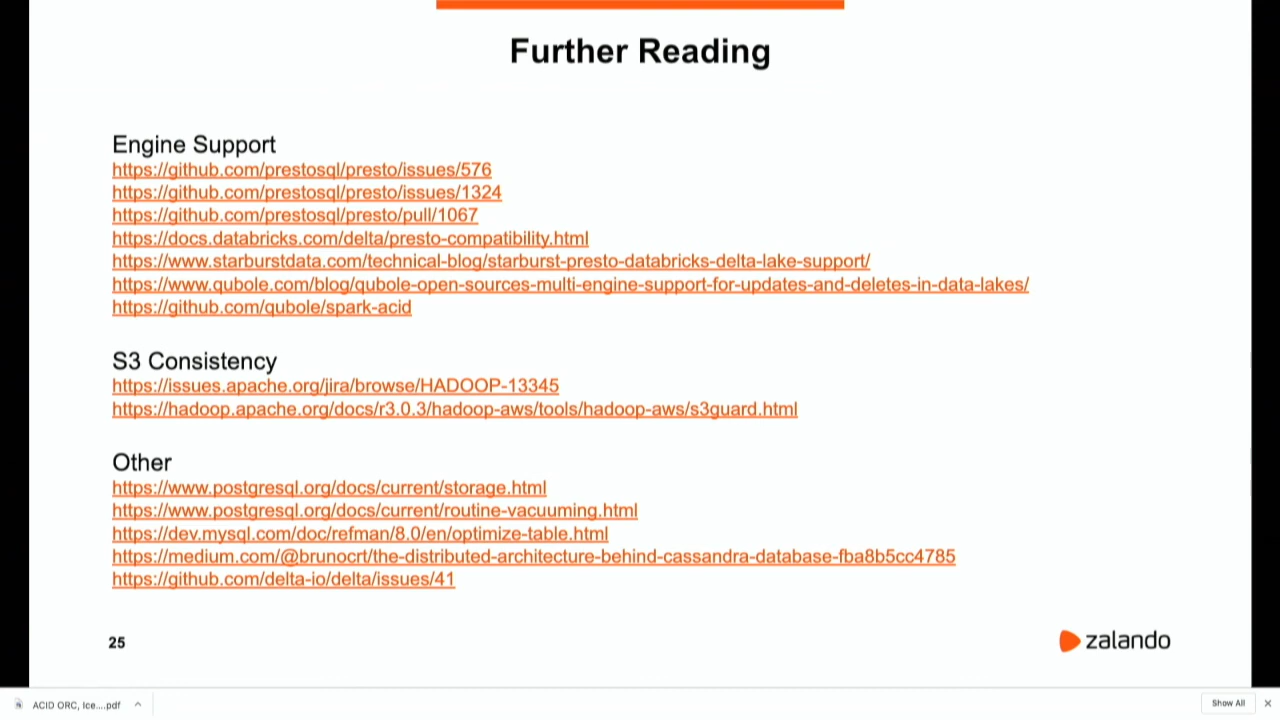 Further Reading
Engine Support
https://github.com/prestosql/presto/issues/576
https://github.com/prestosql/presto/issues/1324
https://github.com/prestosql/presto/pull/1067
https://docs.databricks.com/delta/presto-compatibility.html
https://www.starburstdata.com/technical-blog/starburst-presto-databricks-delta-lake-support/
https://www.qubole.com/blog/qubole-open-sources-multi-engine-support-for-updates-and-deletes-in-data-lakes/
https://github.com/qubole/spark-acid
S3 Consistency
https://issues.apache.org/jira/browse/HADOOP-13345
https://hadoop.apache.org/docs/r3.0.3/hadoop-aws/tools/hadoop-aws/s3guard.html
Other
https://www.postgresql.org/docs/current/storage.html
https://www.postgresql.org/docs/current/routine-vacuuming.html
https://dev.mysql.com/doc/refman/8.0/en/optimize-table.html
https://medium.com/@brunocrt/the-distributed-architecture-behind-cassandra-database-fba8b5cc4785
https://github.com/delta-io/delta/issues/41
25
zalando
ACID ORC, Ice....pdf
Show All